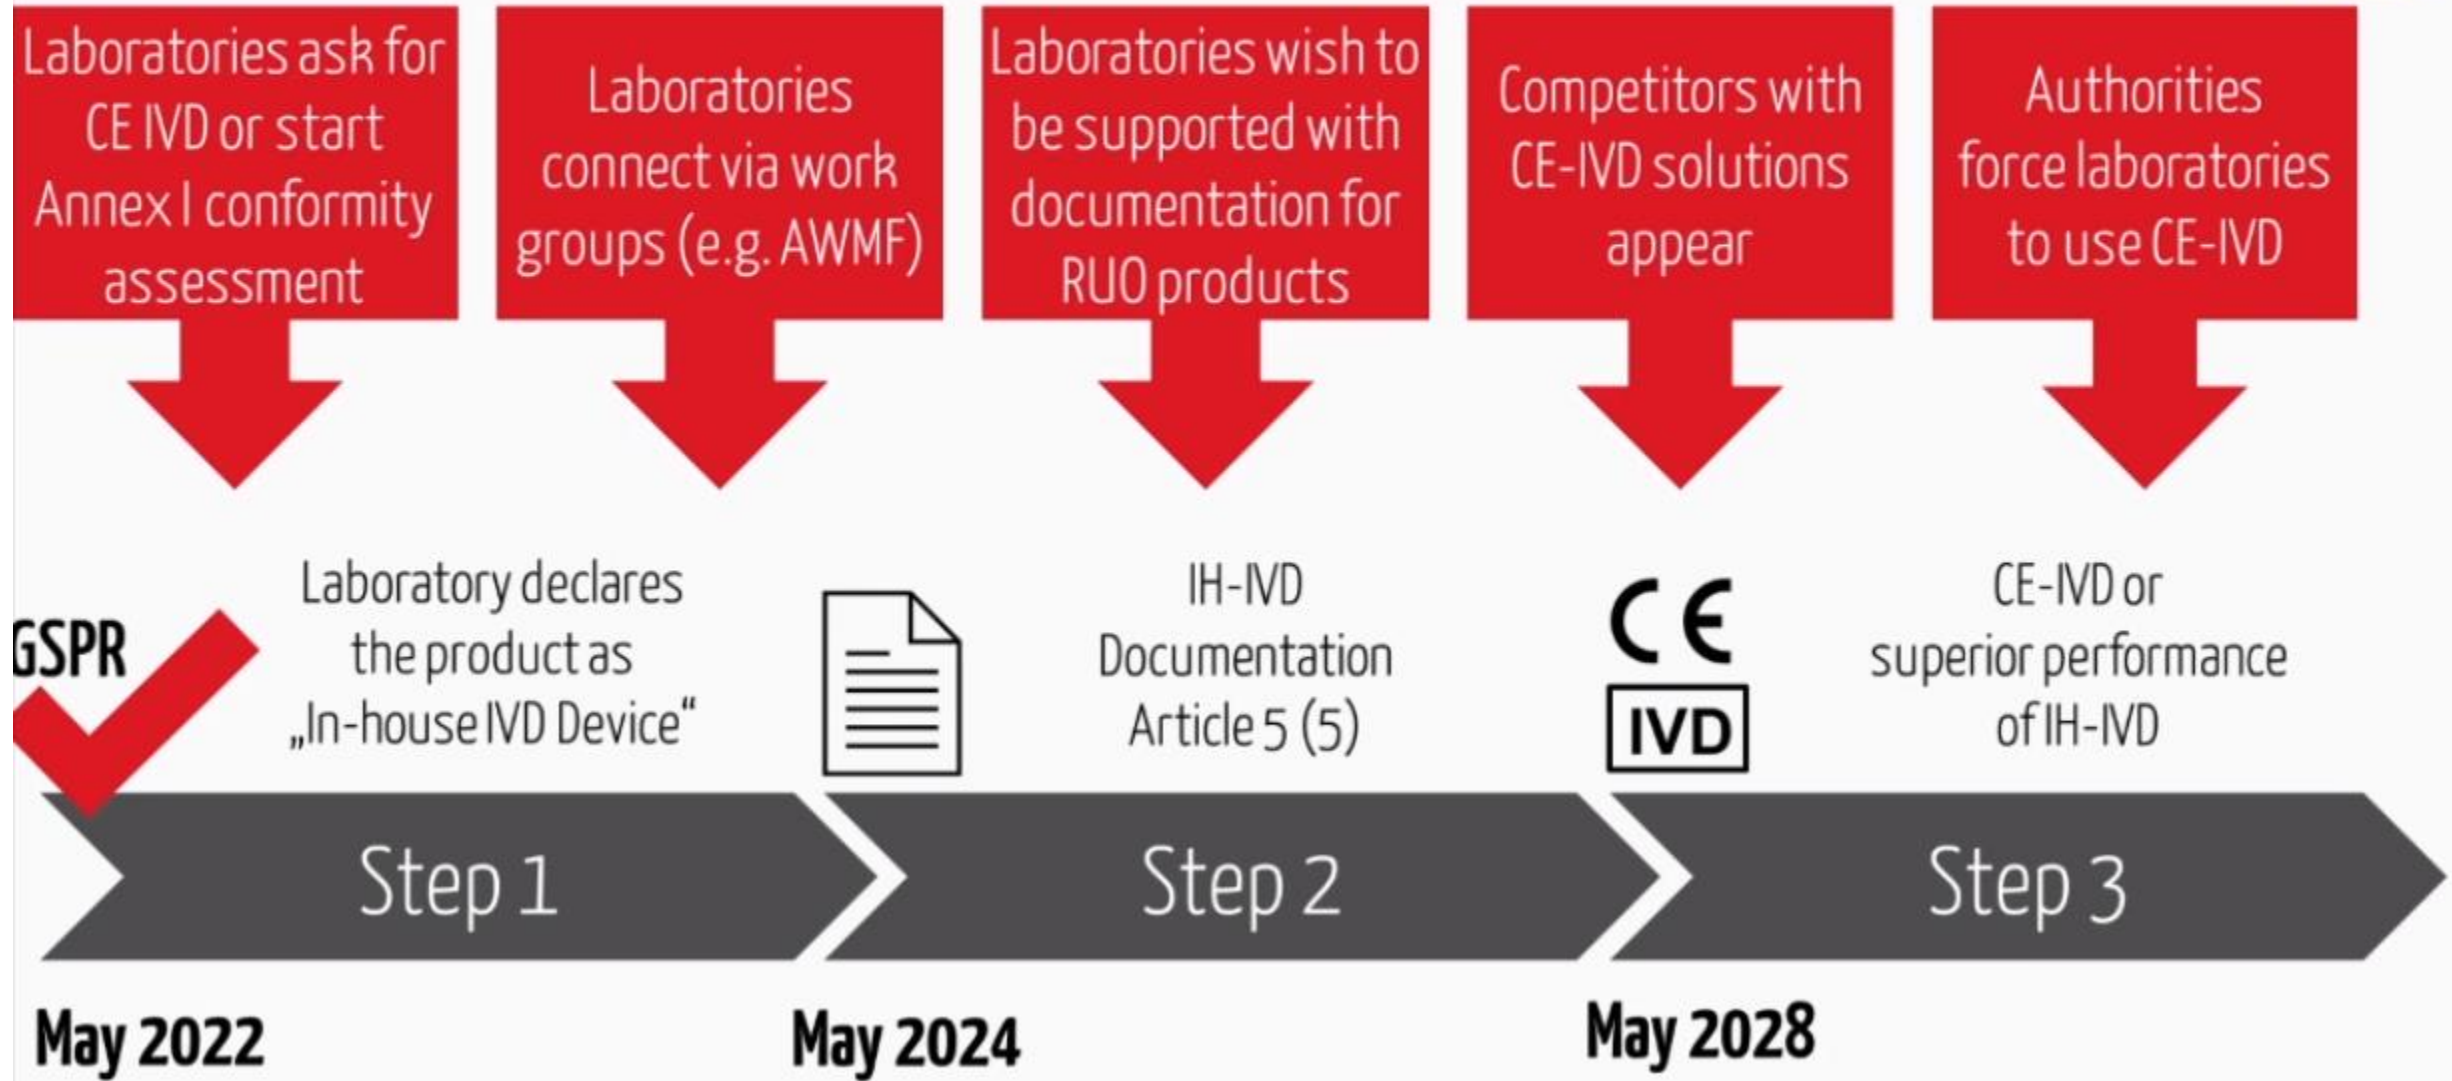 Laboratories ask for
CE IVD or start
Annex I conformity
assessment
Laboratories
connect via work
groups (e.g. AWMF)
Laboratories wish to
be supported with
documentation for
RUO products
Competitors with
CE-IVD solutions
appear
Authorities
force laboratories
to use CE-IVD
GSPR
Laboratory declares
the product as
„In-house IVD Device“
IH-IVD
Documentation
Article 5 (5)
CE
IVD
CE-IVD or
superior performance
of IH-IVD
Step 1
Step 2
Step 3
May 2022
May 2024
May 2028